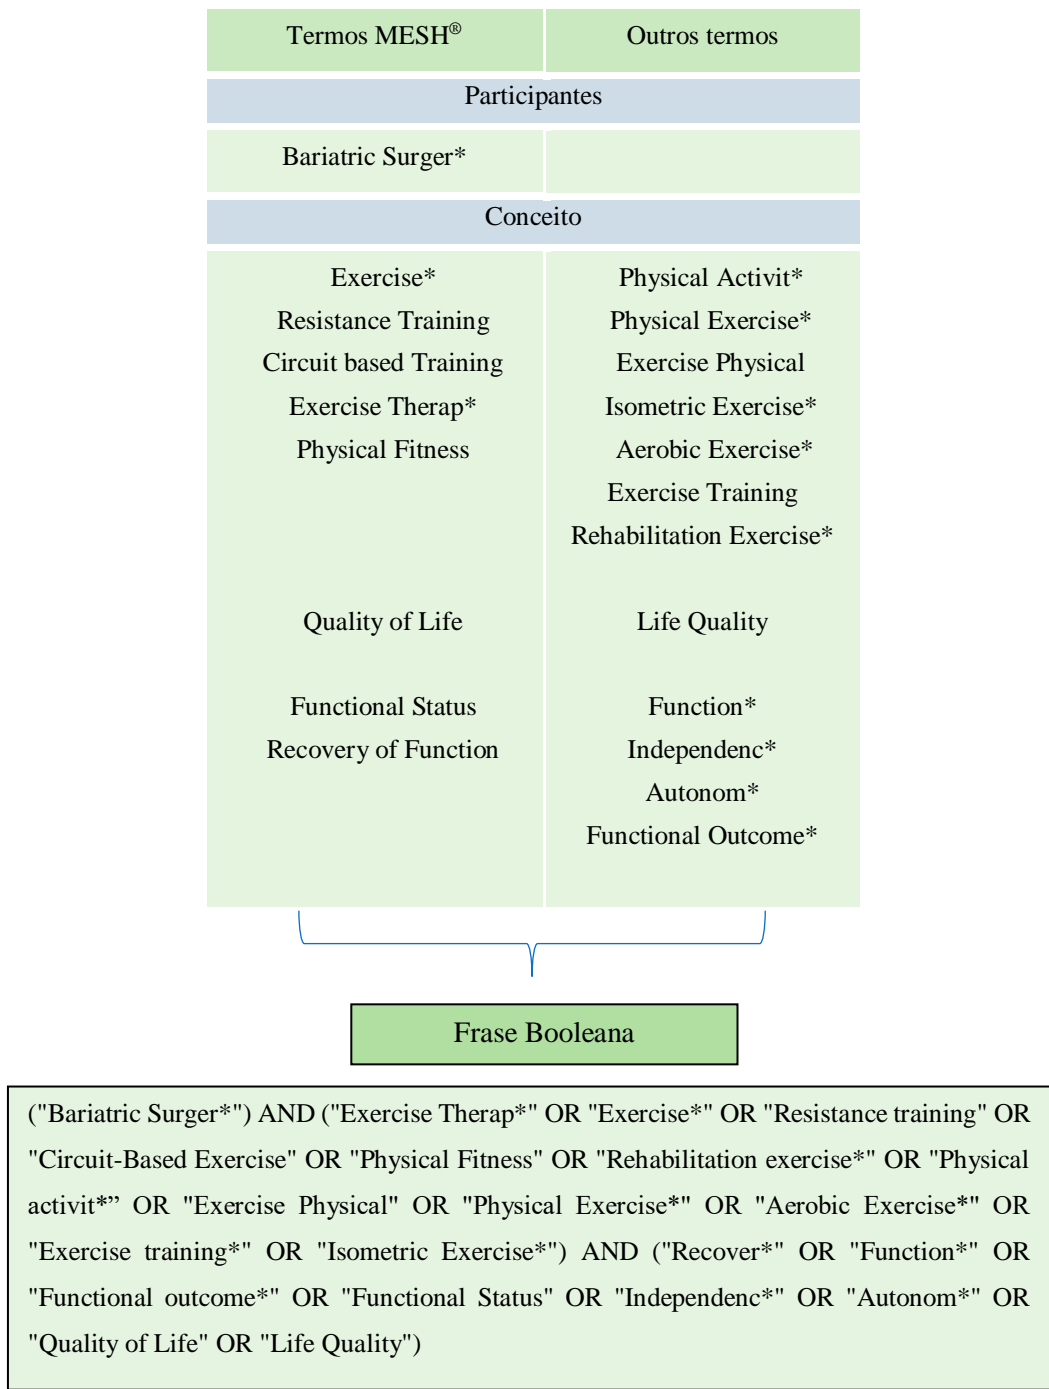 Termos MESH® Outros termos
Participantes
Bariatric Surger*
Conceito
Exercise* Physical Activit*
Resistance Training Physical Exercise*
Circuit based Training Exercise Physical
Exercise Therap* Isometric Exercise*
Physical Fitness Aerobic Exercise*
Exercise Training
Rehabilitation Exercise*
Quality of Life Life Quality
Functional Status Function*
Recovery of Function Independenc*
Autonom*
Functional Outcome*
Frase Booleana
("Bariatric Surger*") AND ("Exercise Therap*" OR "Exercise*" OR "Resistance training" OR
"Circuit-Based Exercise" OR "Physical Fitness" OR "Rehabilitation exercise*" OR "Physical
activit*” OR "Exercise Physical" OR "Physical Exercise*" OR "Aerobic Exercise*" OR
"Exercise training*" OR "Isometric Exercise*") AND ("Recover*" OR "Function*" OR
"Functional outcome*" OR "Functional Status" OR "Independenc*" OR "Autonom*" OR
"Quality of Life" OR "Life Quality")